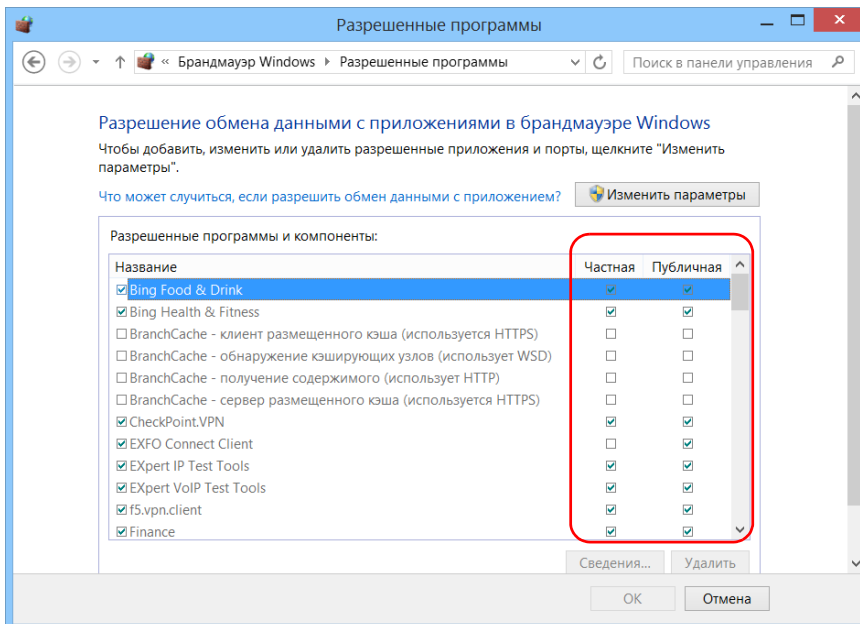 Разрешенные программы
« Брандмауэр Windows Разрешенные программы Поиск в панели управления
Разрешение обмена данными с приложениями в брандмауэре Windows
Чтобы добавить, изменить или удалить разрешенные приложения и порты, щелкните "Изменить
параметры".
Что может случиться, если разрешить обмен данными с приложением? Изменить параметры
Разрешенные программы и компоненты:
Название Частная Публичная
Bing Food & Drink
Bing Health & Fitness
BranchCache - клиент размещенного кэша (используется HTTPS)
BranchCache - обнаружение кэширующих узлов (использует WSD)
BranchCache - получение содержимого (использует HTTP)
BranchCache - сервер размещенного кэша (используется HTTPS)
CheckPoint.VPN
EXFO Connect Client
EXpert IP Test Tools
EXpert VoIP Test Tools
f5.vpn.client
Finance
Сведения... Удалить
ОК Отмена